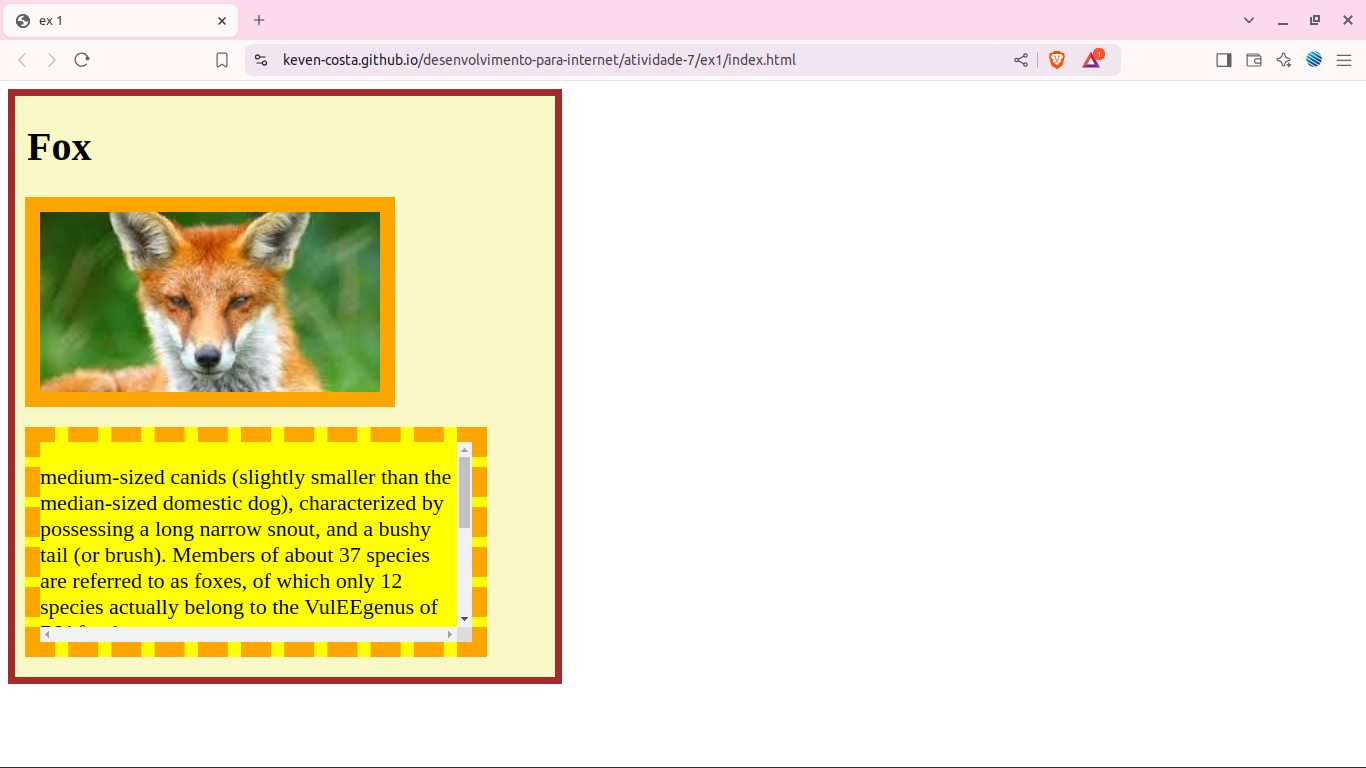 ex 1
keven-costa.github.io/desenvolvimento-para-internet/atividade-7/ex1/index.html
1
Fox
medium-sized canids (slightly smaller than the
median-sized domestic dog), characterized by
possessing a long narrow snout, and a bushy
tail (or brush). Members of about 37 species
are referred to as foxes, of which only 12
species actually belong to the VulEEgenus of